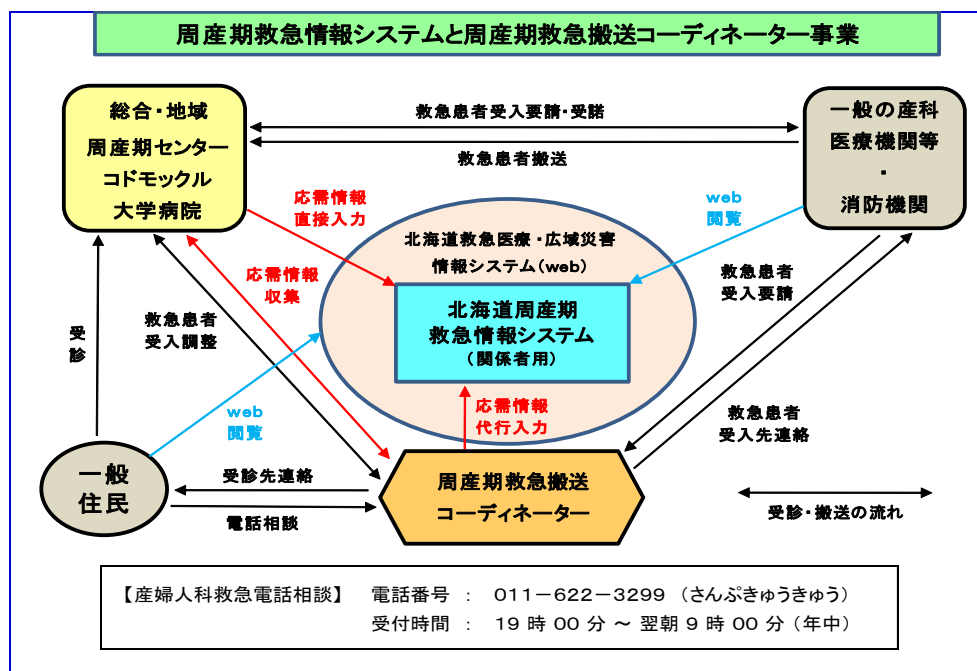 周産期救急情報システムと周産期救急搬送コーディネーター事業
総合・地域
周産期センター
コドモックル
大学病院
救急患者受入要請・受諾
救急患者搬送
一般の産科
医療機関等
・
消防機関
応需情報
直接入力
web
閲覧
北海道救急医療・広域災害
情報システム(web)
北海道周産期
救急情報システム
(関係者用)
応需情報
収集
救急患者
受入調整
救急患者
受入要請
受診
web
閲覧
応需情報
代行入力
救急患者
受入先連絡
一般
住民
受診先連絡
電話相談
周産期救急搬送
コーディネーター
受診・搬送の流れ
【産婦人科救急電話相談】 電話番号 : 011-622-3299 (さんぷきゅうきゅう)
受付時間 : 19時00分 ~ 翌朝9時00分(年中)